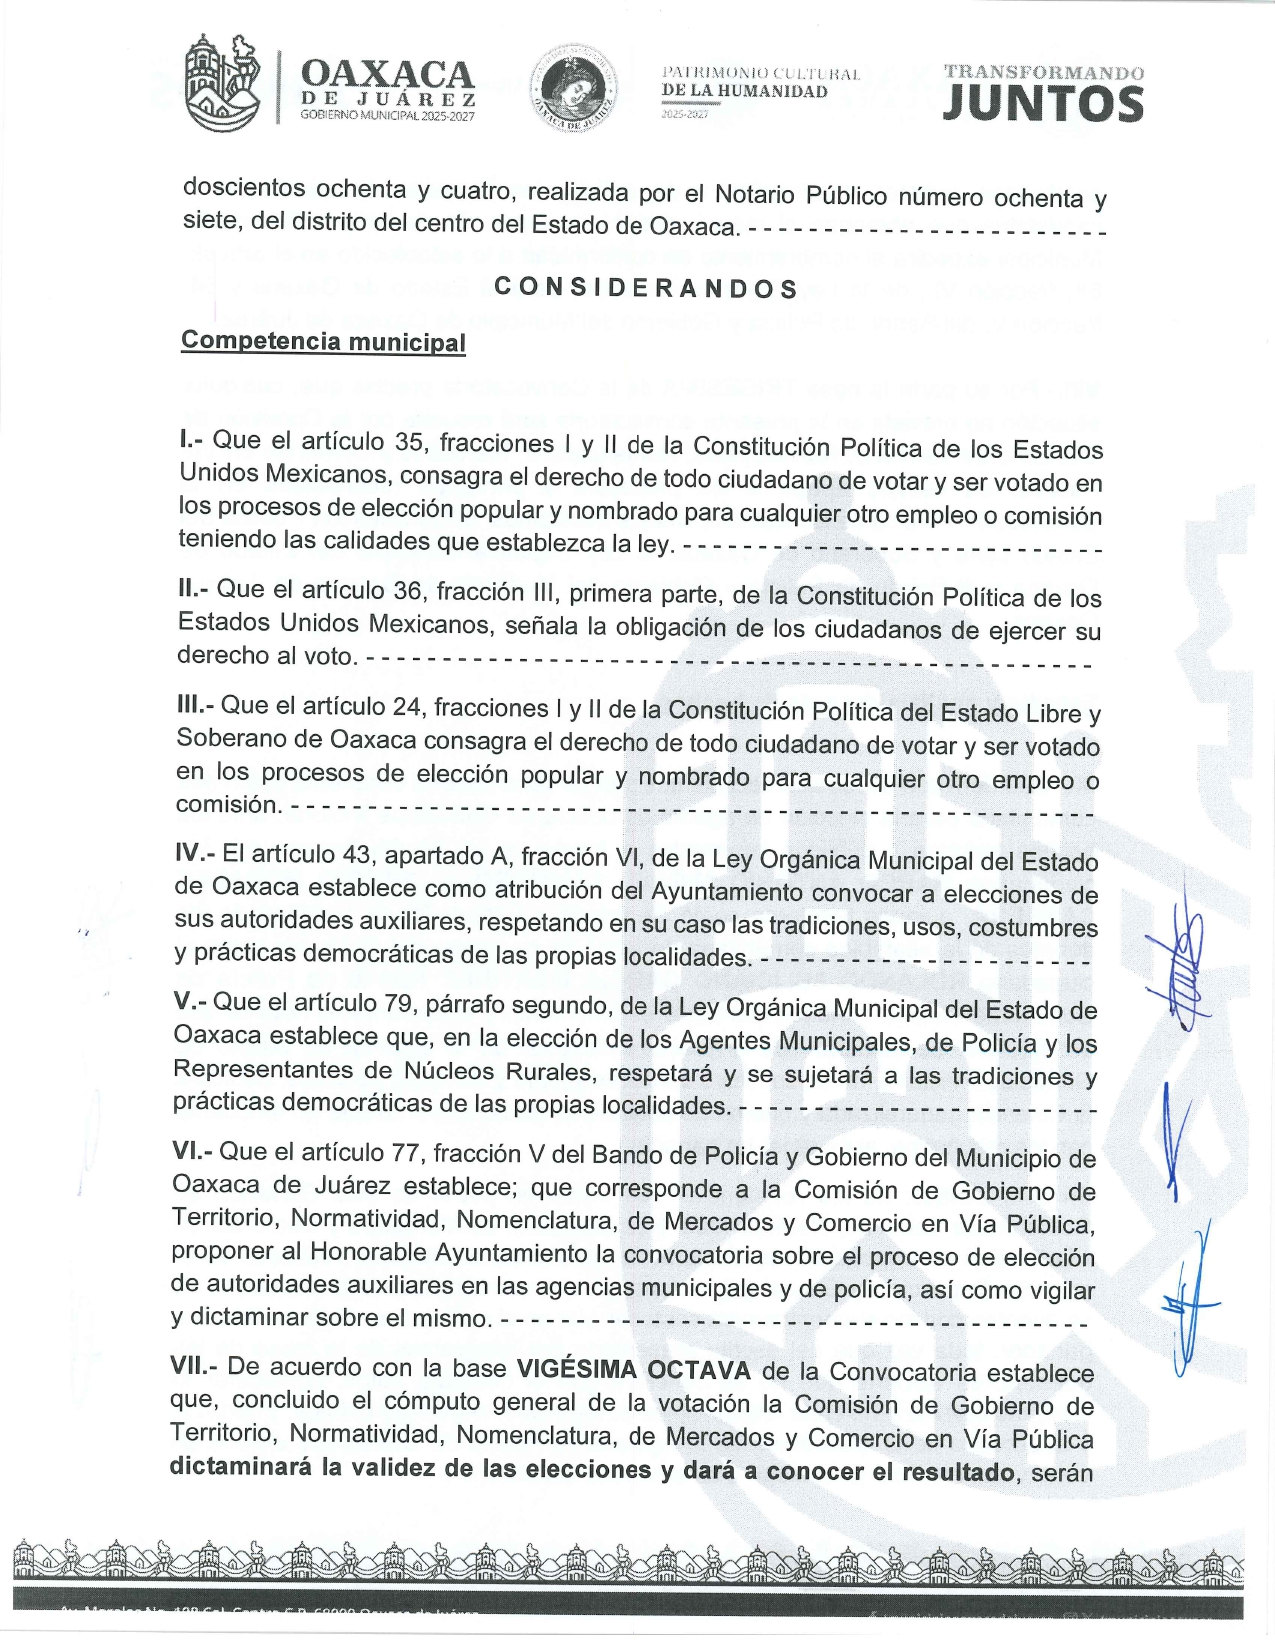 OAXACA
DE JUÁREZ
GOBIERNO MUNICIPAL 2025-2027
OAXACA DE JUÁREZ
PATRIMONIO CULTURAL
DE LA HUMANIDAD
2025-2027
TRANSFORMANDO
JUNTOS
doscientos ochenta y cuatro, realizada por el Notario Público número ochenta y
siete, del distrito del centro del Estado de Oaxaca. - - - - - - - - - - - - - - - - - - - - - - - -
CONSIDERANDOS
Competencia municipal
I.- Que el artículo 35, fracciones I y II de la Constitución Política de los Estados
Unidos Mexicanos, consagra el derecho de todo ciudadano de votar y ser votado en
los procesos de elección popular y nombrado para cualquier otro empleo o comisión
teniendo las calidades que establezca la ley. - - - - - - - - - - - - - - - - - - - - - - - - - - - -
II.- Que el artículo 36, fracción III, primera parte, de la Constitución Política de los
Estados Unidos Mexicanos, señala la obligación de los ciudadanos de ejercer su
derecho al voto. - - - - - - - - - - - - - - - - - - - - - - - - - - - - - - - - - - - - - - - - - - - - - - - -
III.- Que el artículo 24, fracciones I y II de la Constitución Política del Estado Libre y
Soberano de Oaxaca consagra el derecho de todo ciudadano de votar y ser votado
en los procesos de elección popular y nombrado para cualquier otro empleo o
comisión. - - - - - - - - - - - - - - - - - - - - - - - - - - - - - - - - - - - - - - - - - - - - - - - - - - - - -
IV.- El artículo 43, apartado A, fracción VI, de la Ley Orgánica Municipal del Estado
de Oaxaca establece como atribución del Ayuntamiento convocar a elecciones de
sus autoridades auxiliares, respetando en su caso las tradiciones, usos, costumbres
y prácticas democráticas de las propias localidades. - - - - - - - - - - - - - - - - - - - - - -
V.- Que el artículo 79, párrafo segundo, de la Ley Orgánica Municipal del Estado de
Oaxaca establece que, en la elección de los Agentes Municipales, de Policía y los
Representantes de Núcleos Rurales, respetará y se sujetará a las tradiciones y
prácticas democráticas de las propias localidades. - - - - - - - - - - - - - - - - - - - - - - - -
VI.- Que el artículo 77, fracción V del Bando de Policía y Gobierno del Municipio de
Oaxaca de Juárez establece; que corresponde a la Comisión de Gobierno de
Territorio, Normatividad, Nomenclatura, de Mercados y Comercio en Vía Pública,
proponer al Honorable Ayuntamiento la convocatoria sobre el proceso de elección
de autoridades auxiliares en las agencias municipales y de policía, así como vigilar
y dictaminar sobre el mismo. - - - - - - - - - - - - - - - - - - - - - - - - - - - - - - - - - - - - - - -
VII.- De acuerdo con la base VIGÉSIMA OCTAVA de la Convocatoria establece
que, concluido el cómputo general de la votación la Comisión de Gobierno de
Territorio, Normatividad, Nomenclatura, de Mercados y Comercio en Vía Pública
dictaminará la validez de las elecciones y dará a conocer el resultado, serán